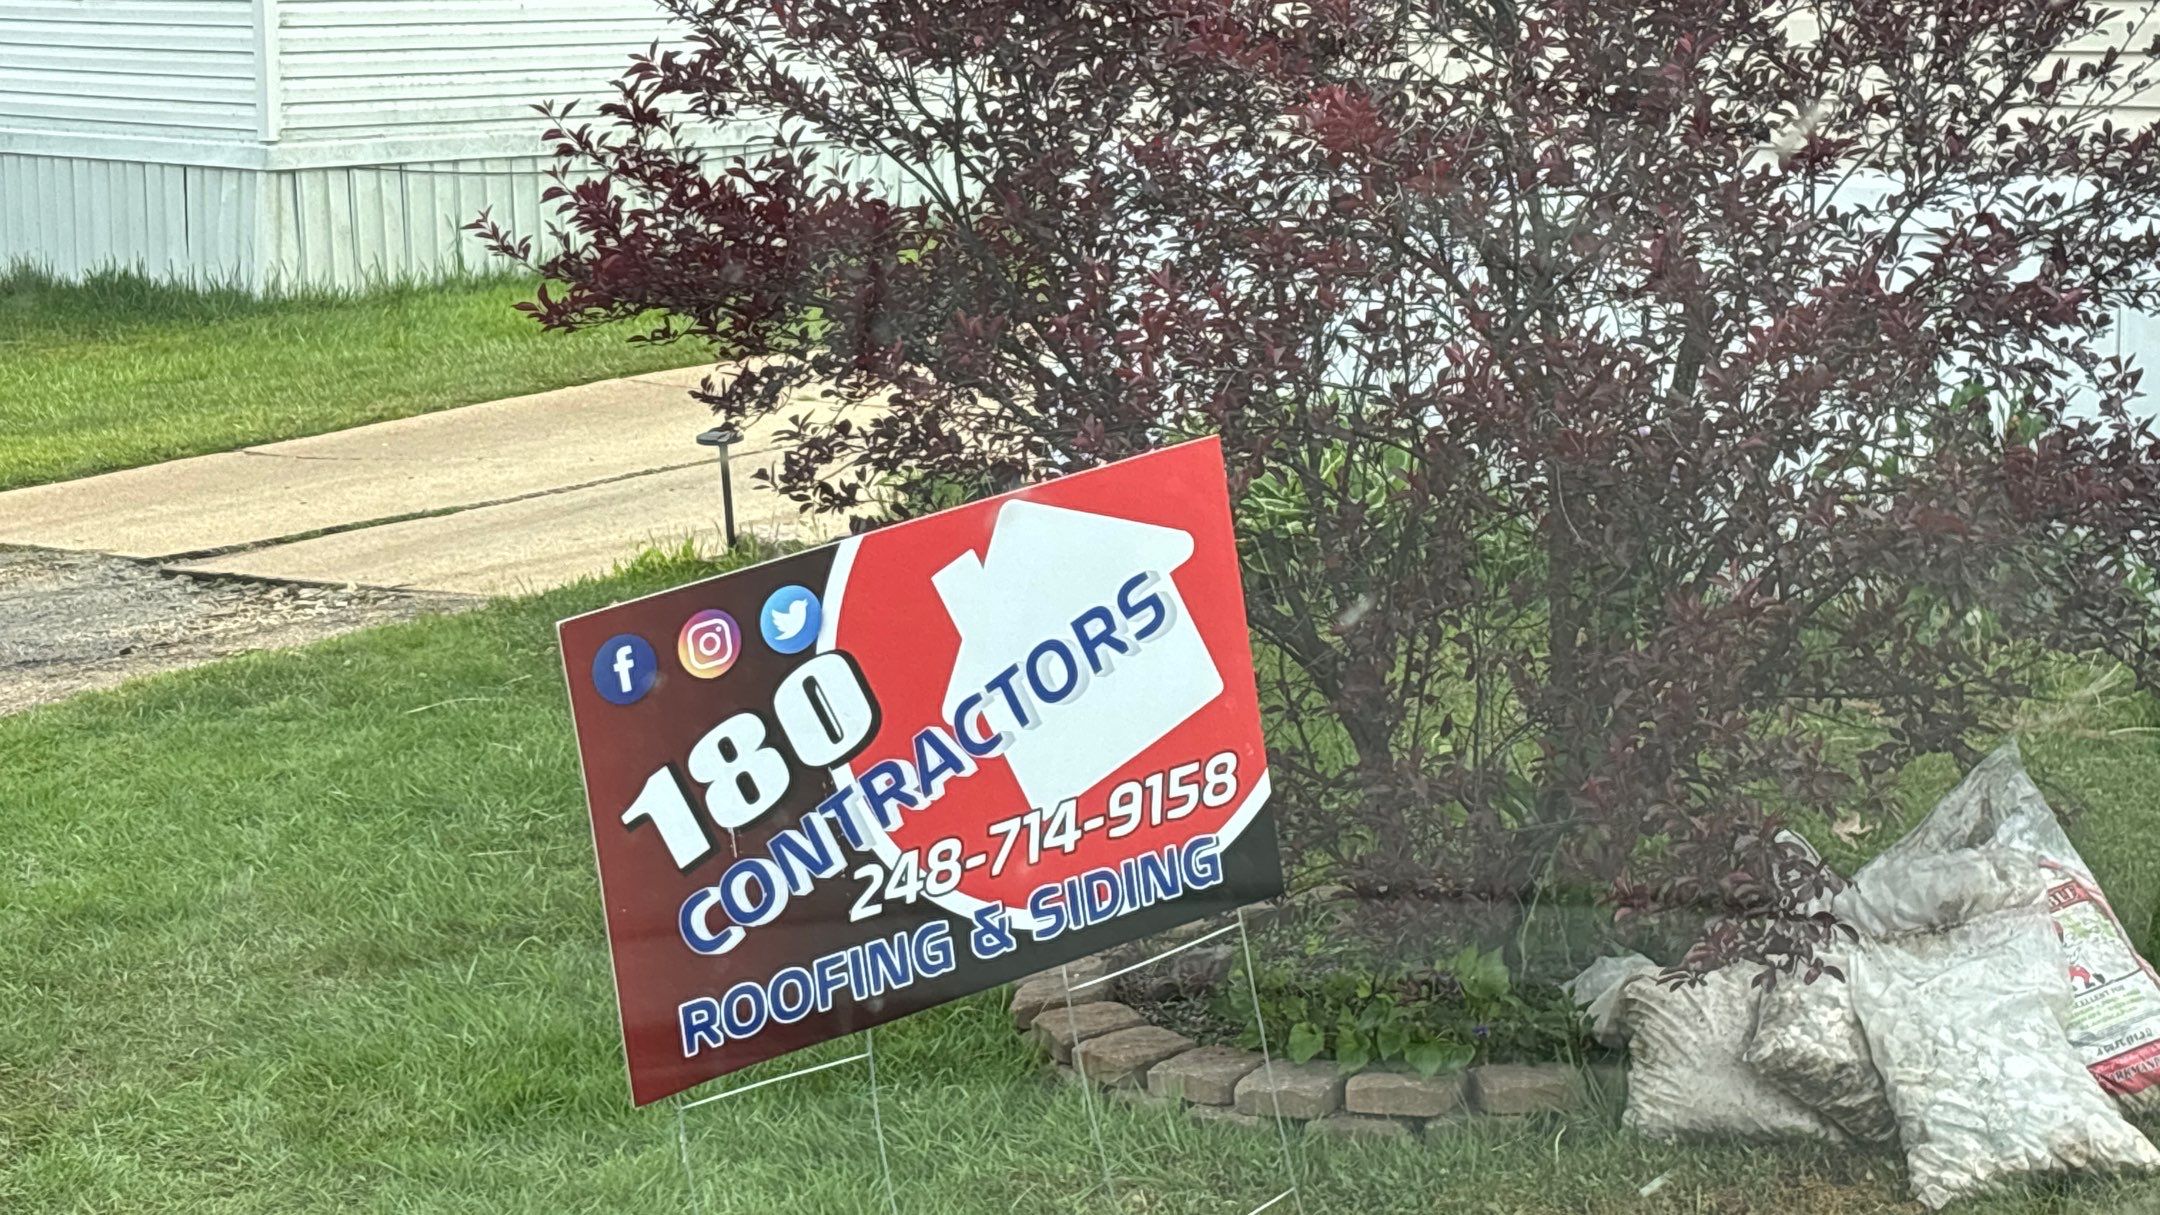 180
CONTRACTORS
248-714-9158
ROOFING & SIDING